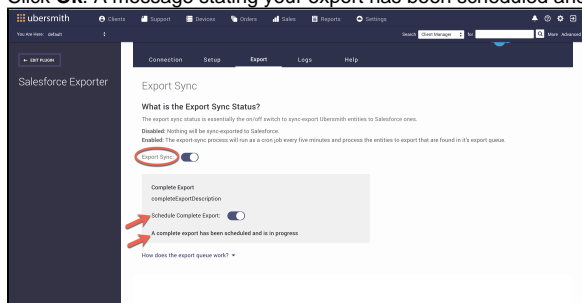 Click Ok. A message stating your export has been scheduled and
ubersmith Clients Support Devices Orders Sales Reports Settings
You Are Here: default Search Client Manager for More Advanced
← EDIT PLUGIN Connection Setup Export Logs Help
Salesforce Exporter
Export Sync
What is the Export Sync Status?
The export sync status is essentially the on/off switch to sync-export Ubersmith entities to Salesforce ones.
Disabled: Nothing will be sync-exported to Salesforce.
Enabled: The export-sync process will run as a cron job every five minutes and process the entities to export that are found in it's export queue.
Export Sync
Complete Export
completeExportDescription
Schedule Complete Export:
A complete export has been scheduled and is in progress
How does the export queue work?